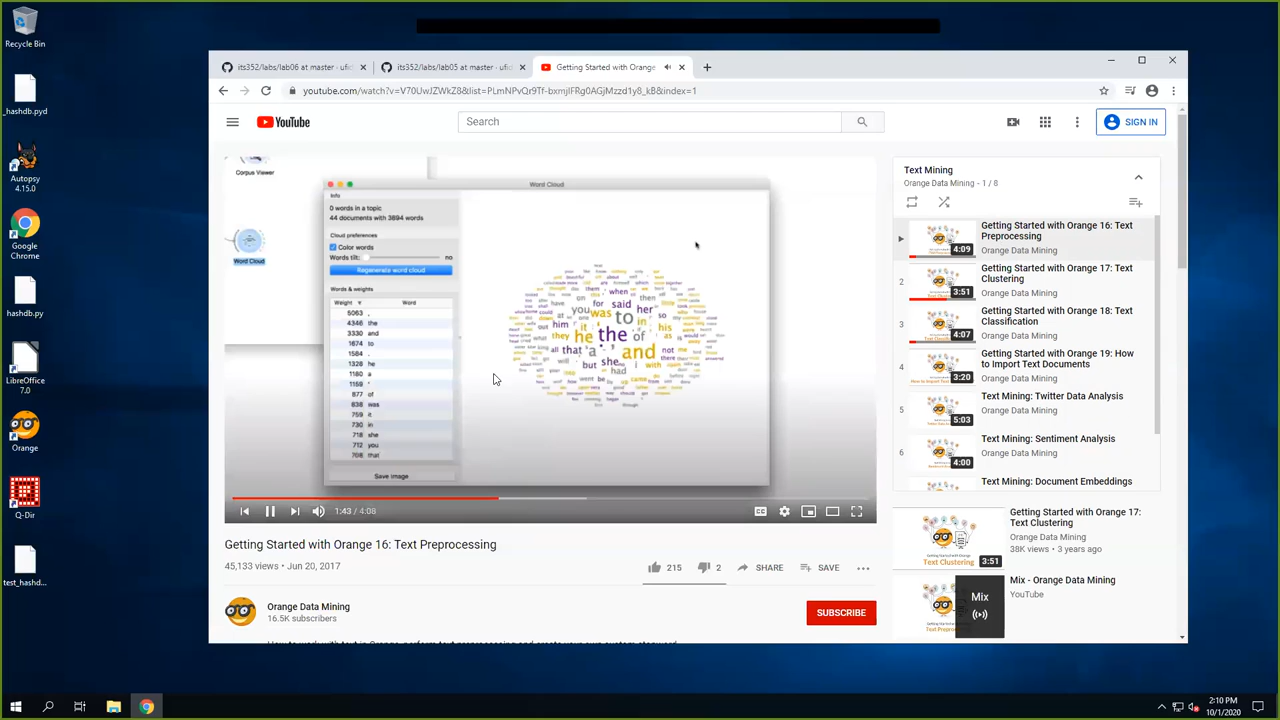 Recycle Bin
_hashdb.pyd
Autopsy
4.15.0
Google
Chrome
hashdb.py
LibreOffice
7.0
Orange
Q-Dir
test_hashd...
its352/labs/lab06 at master · ufid
its352/labs/lab05 at master · ufid
Getting Started with Orange
youtube.com/watch?v=V70UwJZWkZ8&list=PLmNPvQr9Tf-bxmjIFRg0AGjMzzd1y8_kB&index=1
YouTube
Search
SIGN IN
Corpus Viewer
Word Cloud
Word Cloud
Info
0 words in a topic
44 documents with 3894 words
Cloud preferences
Color words
Words tilt: no
Regenerate word cloud
Words & weights
Weight Word
5063 ,
4346 the
3330 and
1674 to
1584 .
1328 he
1180 a
1159 "
877 of
838 was
759 it
730 in
718 she
712 you
708 that
Save image
when
for said then
you her
was to in so
him it his
he the of as
all that 'a' and not me
but she i with
had
1:43 / 4:08
Getting Started with Orange 16: Text Preprocessing
45,133 views • Jun 20, 2017
215
2
SHARE
SAVE
Orange Data Mining
16.5K subscribers
SUBSCRIBE
Text Mining
Orange Data Mining - 1 / 8
Getting Started with Orange 16: Text
Preprocessing
Orange Data Mining
4:09
2
Getting Started with Orange 17: Text
Clustering
Orange Data Mining
3:51
3
Getting Started with Orange 18: Text
Classification
Orange Data Mining
4:07
4
Getting Started with Orange 19: How
to Import Text Documents
Orange Data Mining
3:20
5
Text Mining: Twitter Data Analysis
Orange Data Mining
5:03
6
Text Mining: Sentiment Analysis
Orange Data Mining
4:00
Text Mining: Document Embeddings
Getting Started with Orange 17:
Text Clustering
Orange Data Mining
38K views • 3 years ago
Text Clustering
3:51
Mix - Orange Data Mining
YouTube
Mix
2:10 PM
10/1/2020